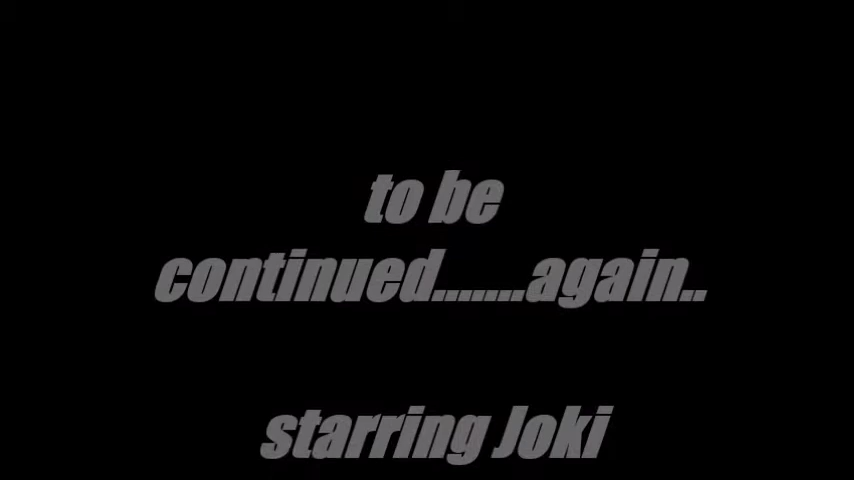 to be
continued.......again..
starring Joki